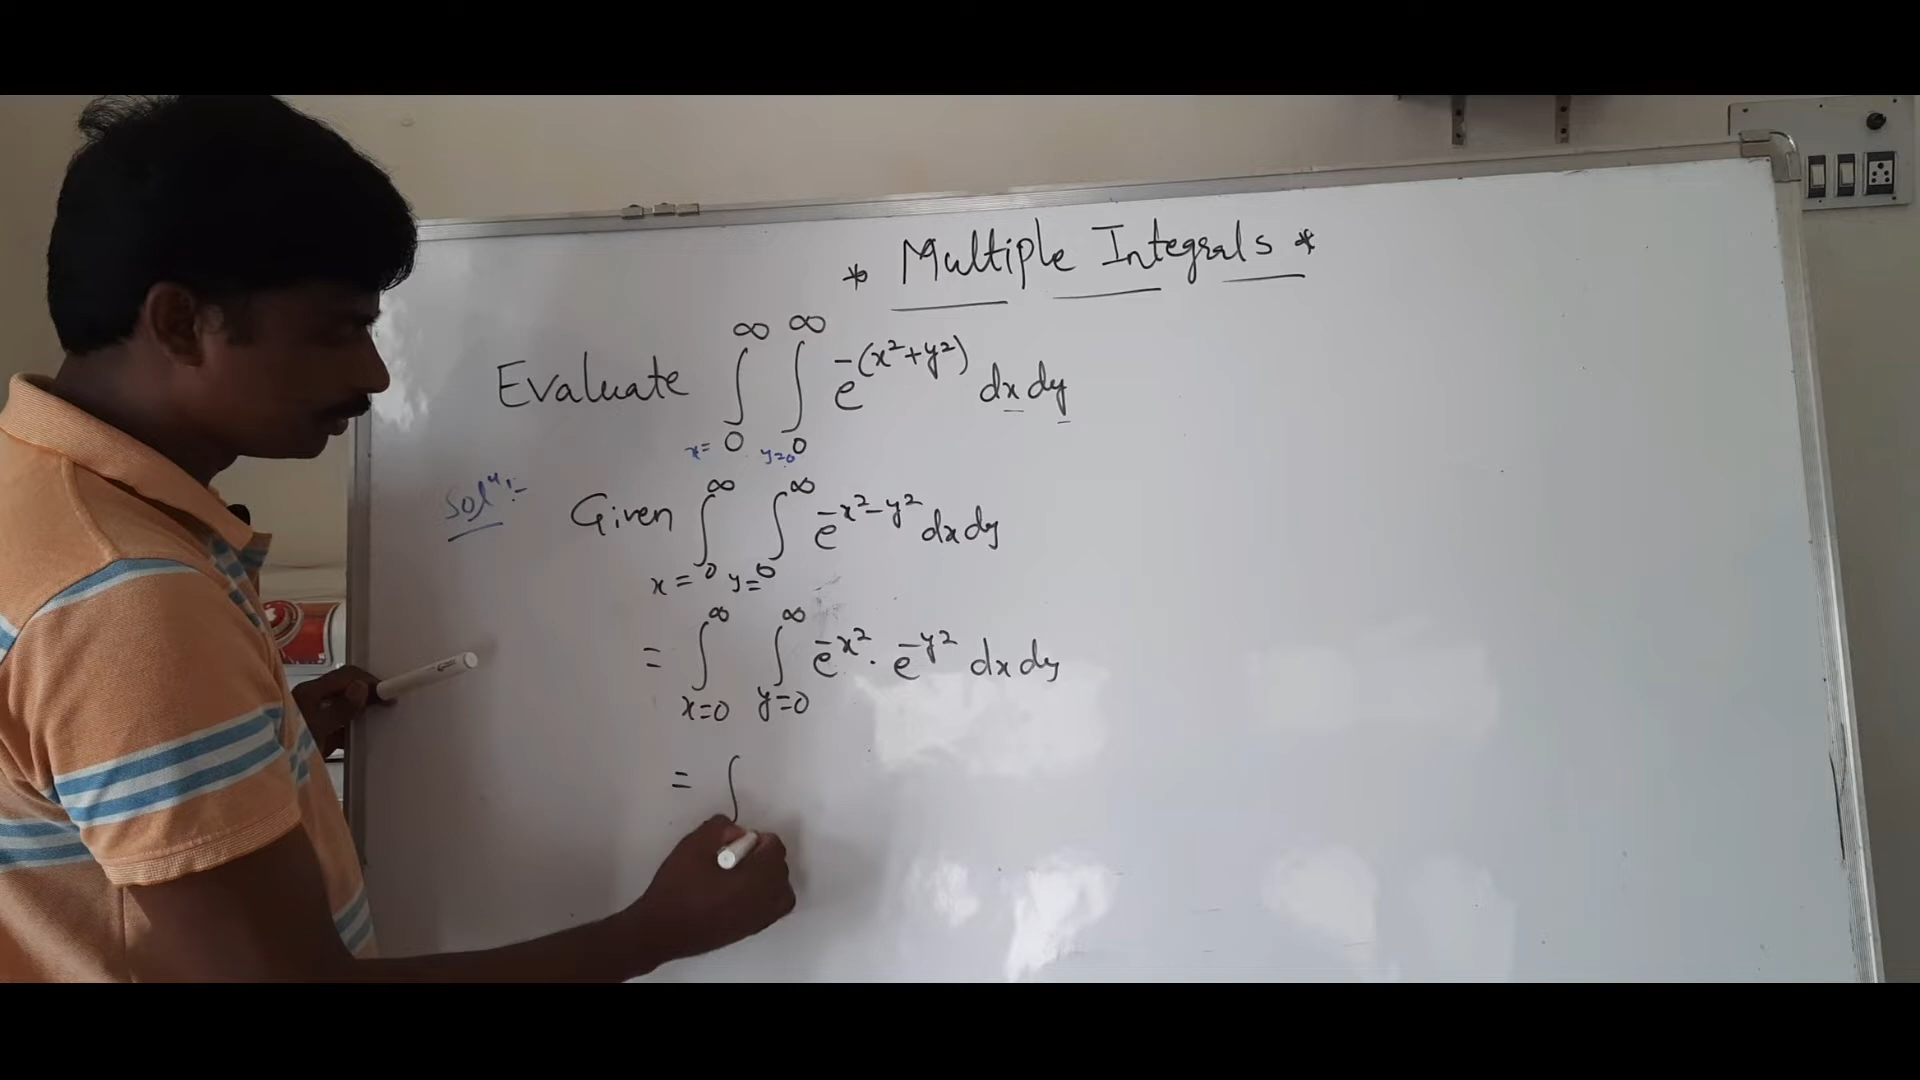 * Multiple Integrals *
Evaluate ∫_{x=0}^{∞} ∫_{y=0}^{∞} e^{-(x²+y²)} dx dy
Solⁿ:- Given ∫_{x=0}^{∞} ∫_{y=0}^{∞} e^{-x²-y²} dx dy
= ∫_{x=0}^{∞} ∫_{y=0}^{∞} e^{-x²} · e^{-y²} dx dy
= ∫